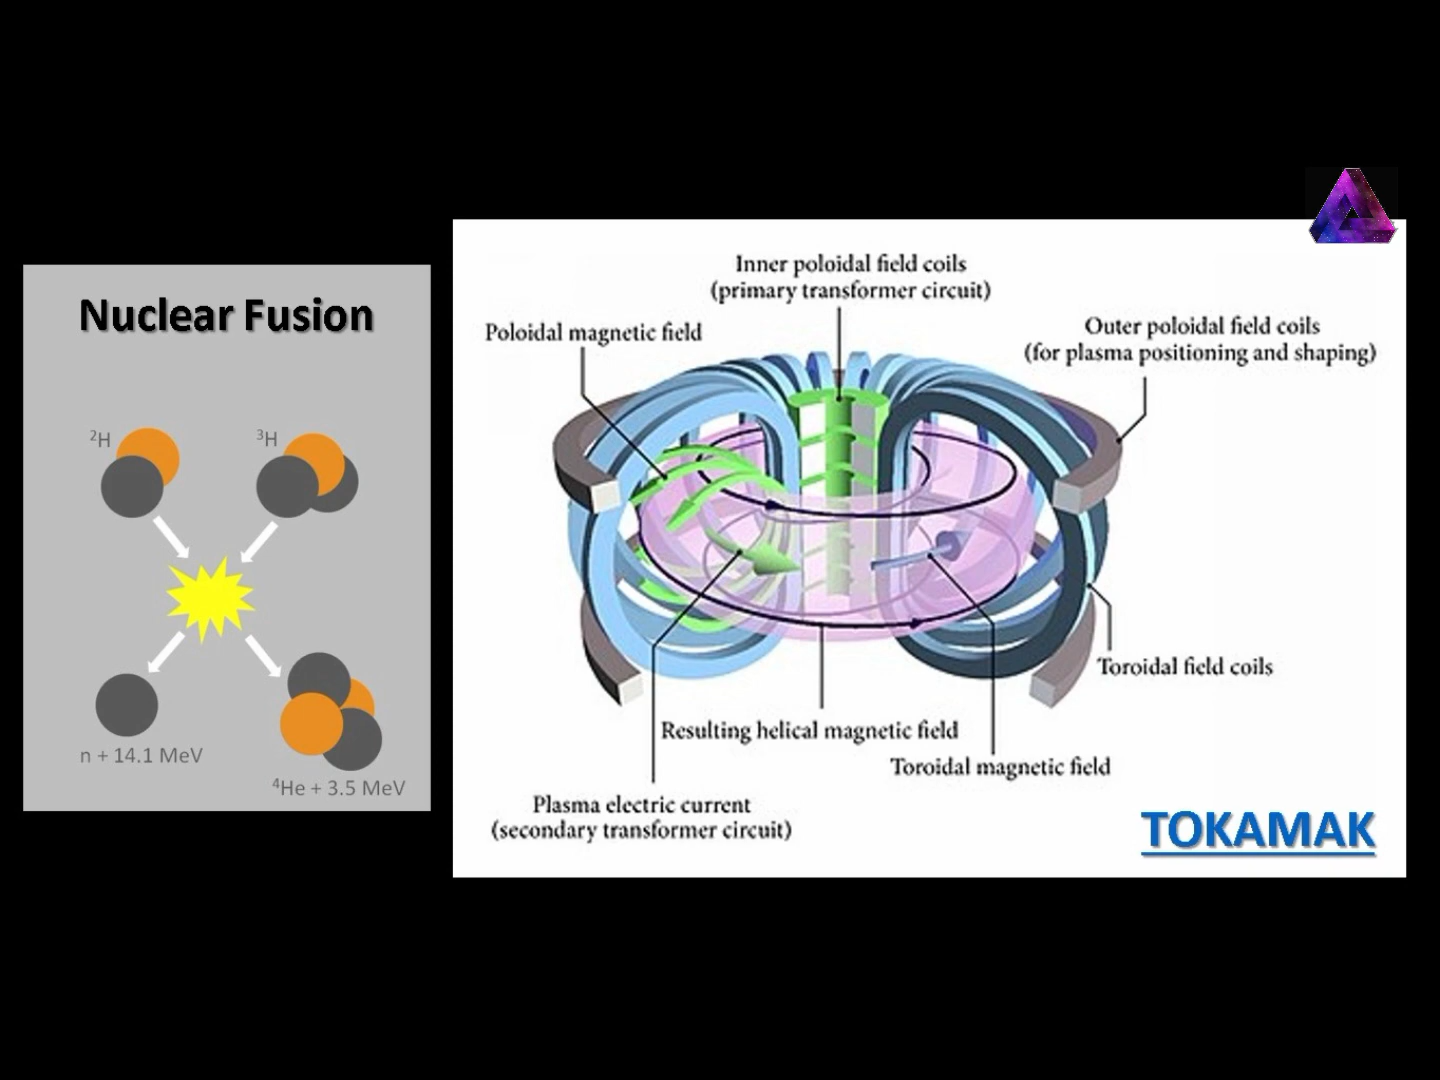 Nuclear Fusion
²H
³H
n + 14.1 MeV
⁴He + 3.5 MeV
Inner poloidal field coils
(primary transformer circuit)
Poloidal magnetic field
Outer poloidal field coils
(for plasma positioning and shaping)
Toroidal field coils
Resulting helical magnetic field
Toroidal magnetic field
Plasma electric current
(secondary transformer circuit)
TOKAMAK